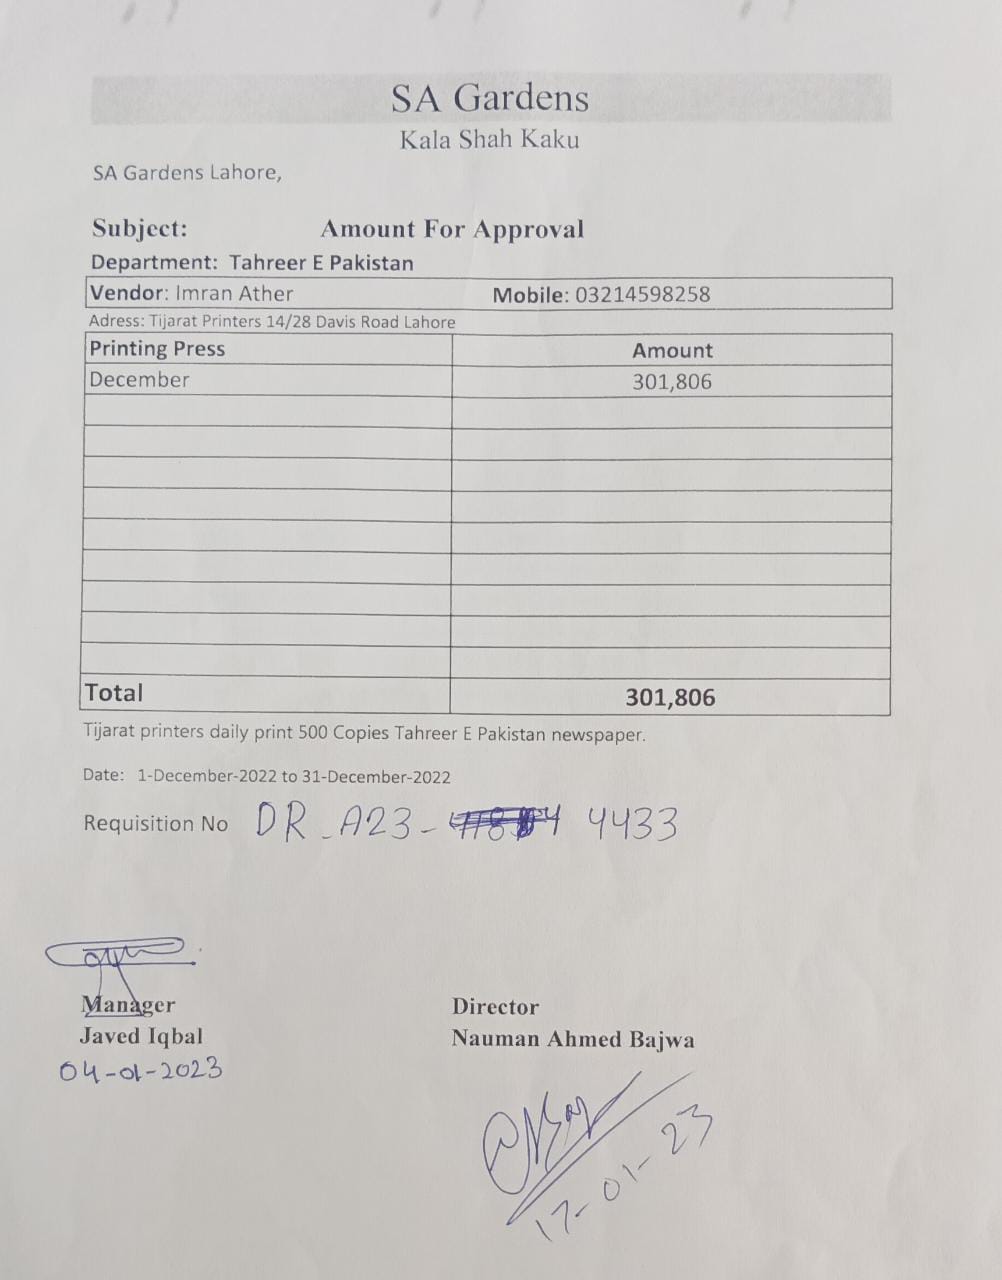 SA Gardens
Kala Shah Kaku
SA Gardens Lahore,
Subject: Amount For Approval
Department: Tahreer E Pakistan
Vendor: Imran Ather Mobile: 03214598258
Adress: Tijarat Printers 14/28 Davis Road Lahore
Printing Press Amount
December 301,806
Total 301,806
Tijarat printers daily print 500 Copies Tahreer E Pakistan newspaper.
Date: 1-December-2022 to 31-December-2022
Requisition No DR-A23- 4433
Manager Director
Javed Iqbal Nauman Ahmed Bajwa
04-01-2023
17-01-23